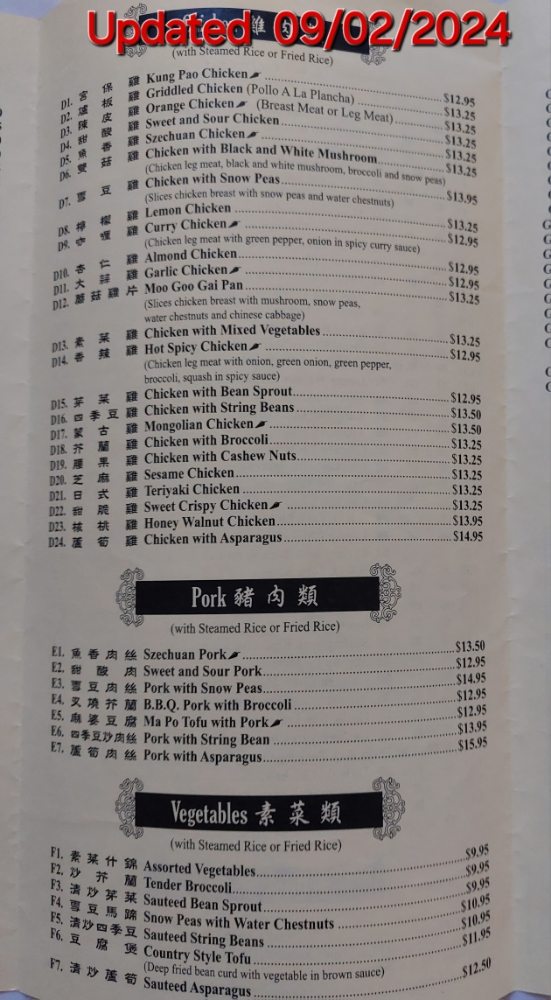 Updated 09/02/2024
雞 肉
(with Steamed Rice or Fried Rice)
D1. 宮保雞 Kung Pao Chicken $12.95
D2. 爐板雞 Griddled Chicken (Pollo A La Plancha) $13.25
D3. 陳皮雞 Orange Chicken (Breast Meat or Leg Meat) $13.25
D4. 甜酸雞 Sweet and Sour Chicken $13.25
D5. 魚香雞 Szechuan Chicken $13.25
D6. 雙菇雞 Chicken with Black and White Mushroom $13.25
(Chicken leg meat, black and white mushroom, broccoli and snow peas)
D7. 雪豆雞 Chicken with Snow Peas $13.95
(Slices chicken breast with snow peas and water chestnuts)
D8. 檸檬雞 Lemon Chicken $13.25
D9. 咖喱雞 Curry Chicken $12.95
(Chicken leg meat with green pepper, onion in spicy curry sauce)
D10. 杏仁雞 Almond Chicken $12.95
D11. 大蒜雞 Garlic Chicken $12.95
D12. 蘑菇雞片 Moo Goo Gai Pan $13.25
(Slices chicken breast with mushroom, snow peas,
water chestnuts and chinese cabbage)
D13. 素菜雞 Chicken with Mixed Vegetables $13.25
D14. 香辣雞 Hot Spicy Chicken $12.95
(Chicken leg meat with onion, green onion, green pepper,
broccoli, squash in spicy sauce)
D15. 芽菜雞 Chicken with Bean Sprout $12.95
D16. 四季豆雞 Chicken with String Beans $13.50
D17. 蒙古雞 Mongolian Chicken $13.50
D18. 芥蘭雞 Chicken with Broccoli $13.25
D19. 腰果雞 Chicken with Cashew Nuts $13.25
D20. 芝麻雞 Sesame Chicken $13.25
D21. 日式雞 Teriyaki Chicken $13.25
D22. 甜脆雞 Sweet Crispy Chicken $13.25
D23. 核桃雞 Honey Walnut Chicken $13.95
D24. 蘆筍雞 Chicken with Asparagus $14.95
Pork 豬肉類
(with Steamed Rice or Fried Rice)
E1. 魚香肉絲 Szechuan Pork $13.50
E2. 甜酸肉 Sweet and Sour Pork $12.95
E3. 雪豆肉絲 Pork with Snow Peas $14.95
E4. 叉燒芥蘭 B.B.Q. Pork with Broccoli $12.95
E5. 麻婆豆腐 Ma Po Tofu with Pork $12.95
E6. 四季豆炒肉絲 Pork with String Bean $13.95
E7. 蘆筍肉絲 Pork with Asparagus $15.95
Vegetables 素菜類
(with Steamed Rice or Fried Rice)
F1. 素菜什錦 Assorted Vegetables $9.95
F2. 炒芥蘭 Tender Broccoli $9.95
F3. 清炒芽菜 Sauteed Bean Sprout $9.95
F4. 雪豆馬蹄 Snow Peas with Water Chestnuts $10.95
F5. 清炒四季豆 Sauteed String Beans $10.95
F6. 豆腐煲 Country Style Tofu $11.95
(Deep fried bean curd with vegetable in brown sauce)
F7. 清炒蘆筍 Sauteed Asparagus $12.50